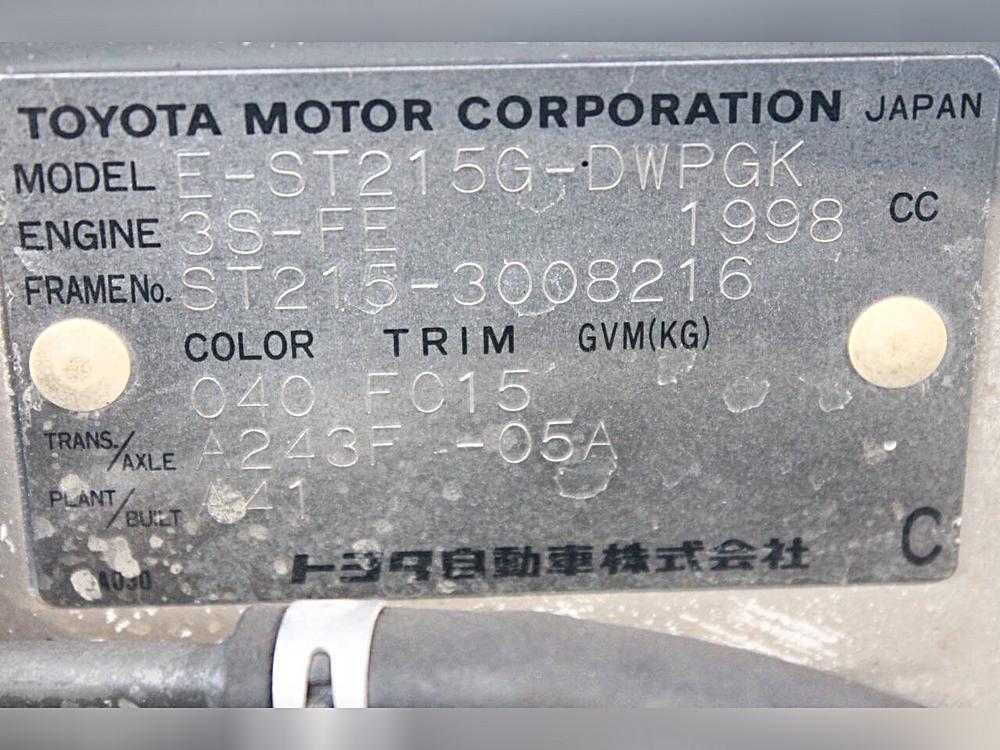 TOYOTA MOTOR CORPORATION JAPAN
MODEL E-ST215G-DWPGK
ENGINE 3S-FE 1998 CC
FRAME No. ST215-3008216
COLOR TRIM GVM(KG)
040 FC15
TRANS./AXLE A243F -05A
PLANT/BUILT A41
トヨタ自動車株式会社 C